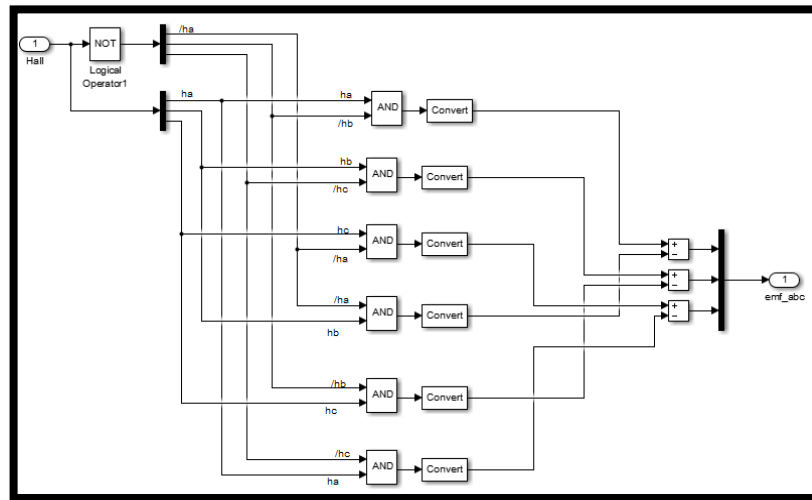 1
Hall
NOT
Logical
Operator1
/ha
ha
ha
/hb
AND
Convert
hb
/hc
AND
Convert
hc
/ha
AND
Convert
/ha
hb
AND
Convert
/hb
hc
AND
Convert
/hc
ha
AND
Convert
+
−
+
−
+
−
1
emf_abc